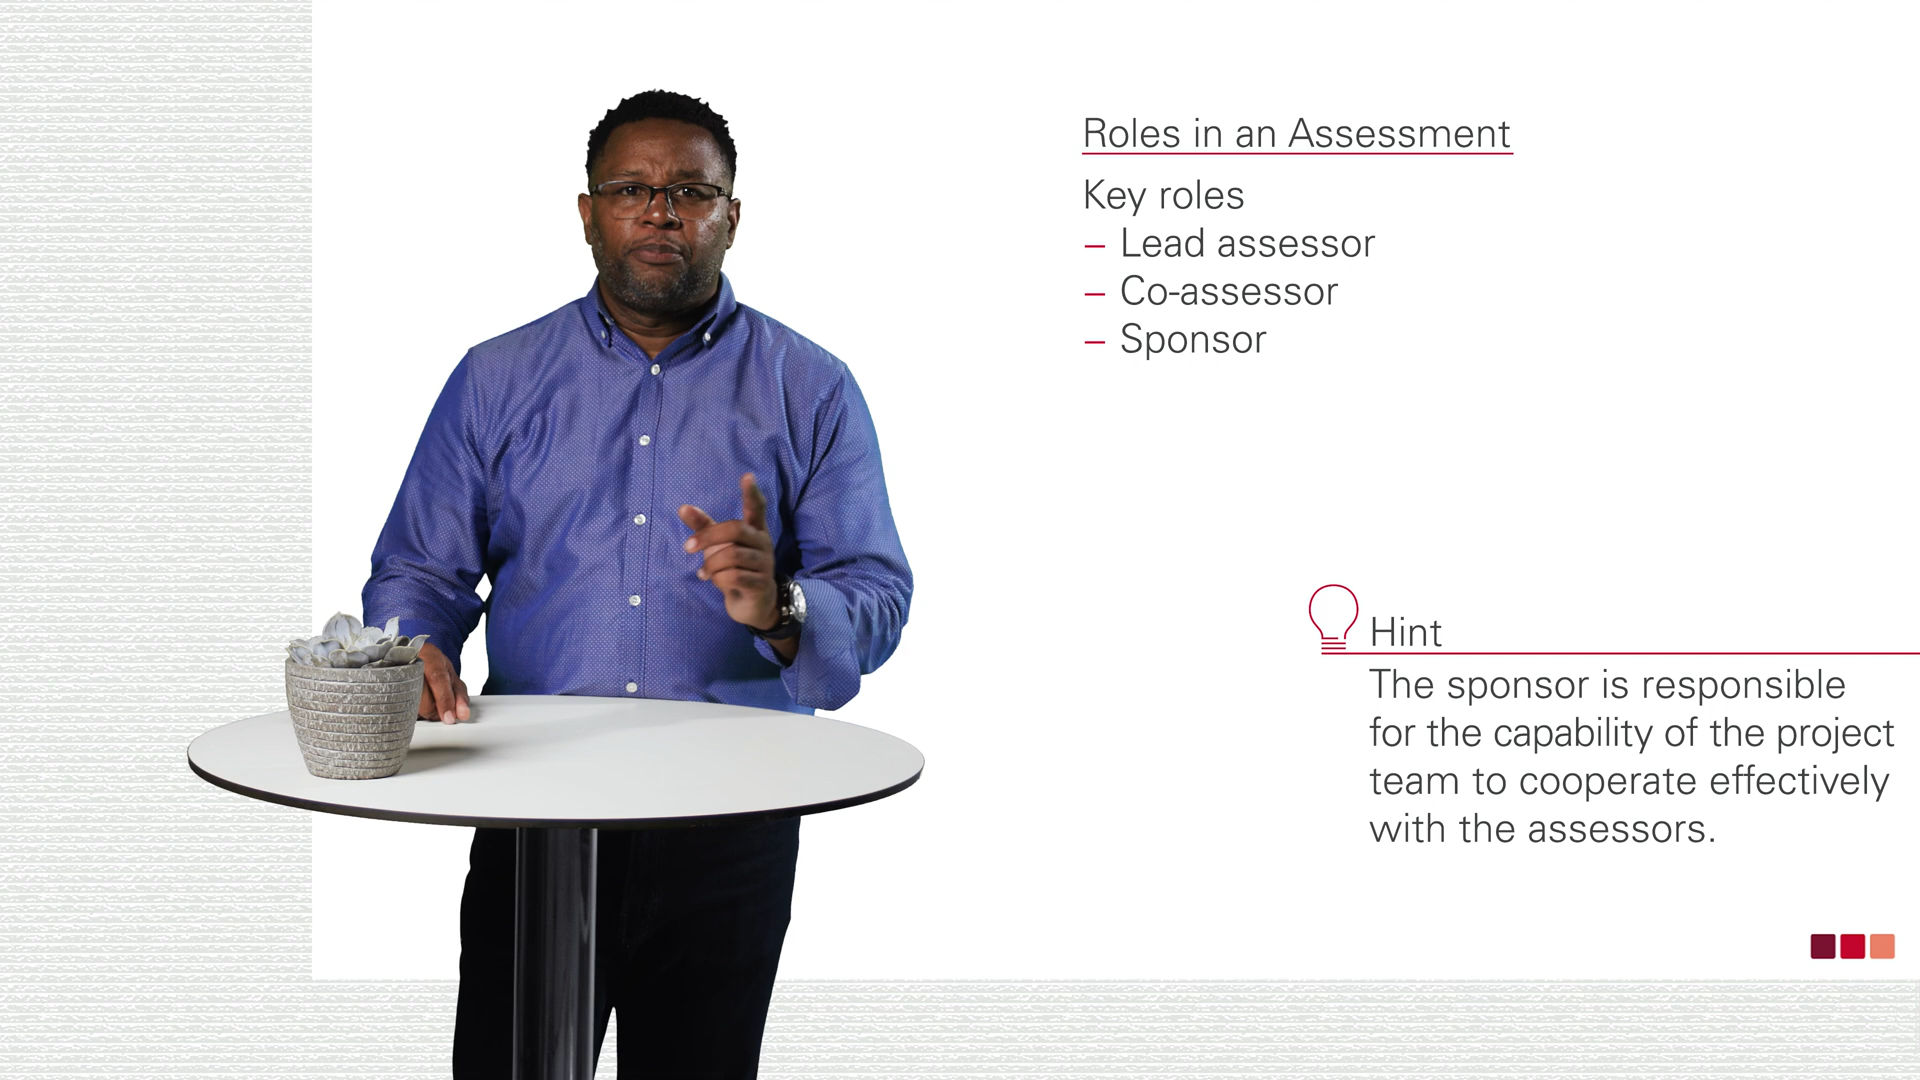 Roles in an Assessment
Key roles
– Lead assessor
– Co-assessor
– Sponsor
Hint
The sponsor is responsible
for the capability of the project
team to cooperate effectively
with the assessors.